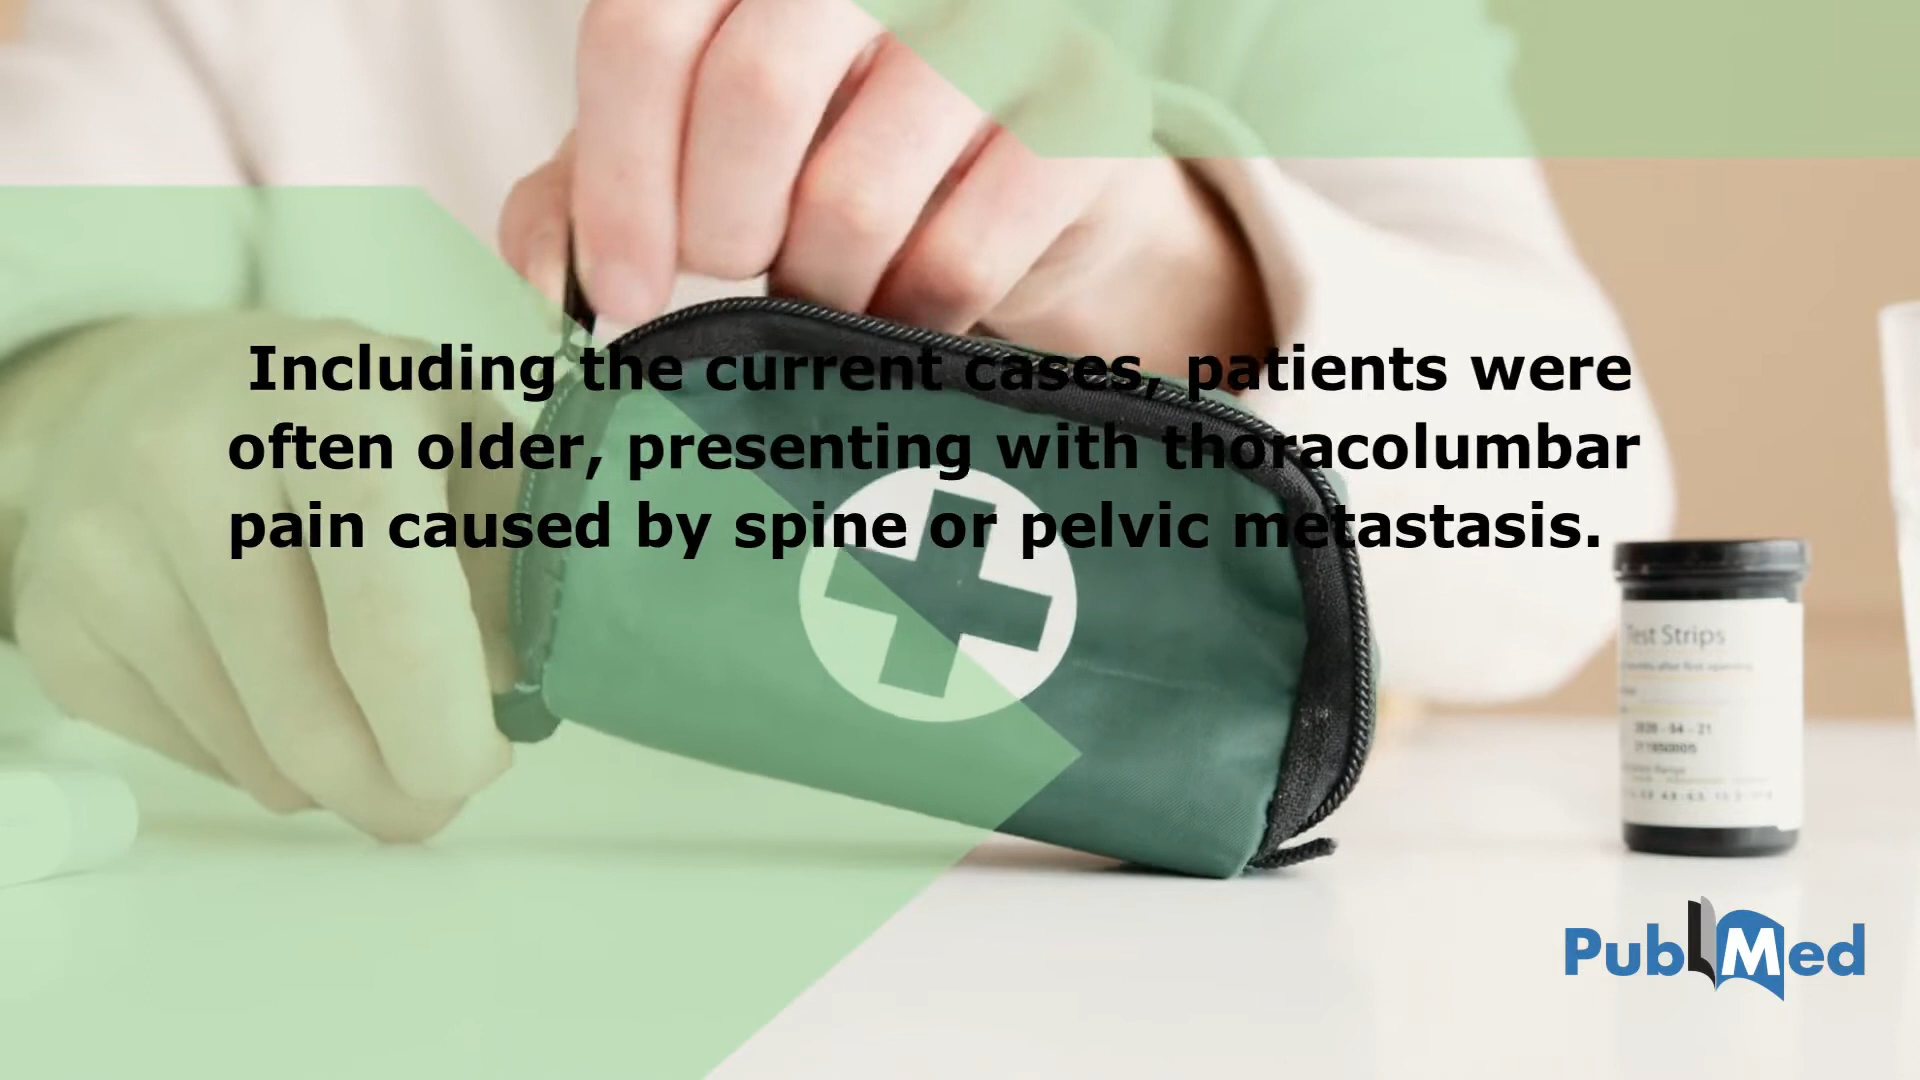 Including the current cases, patients were
often older, presenting with thoracolumbar
pain caused by spine or pelvic metastasis.
Test Strips
PubMed